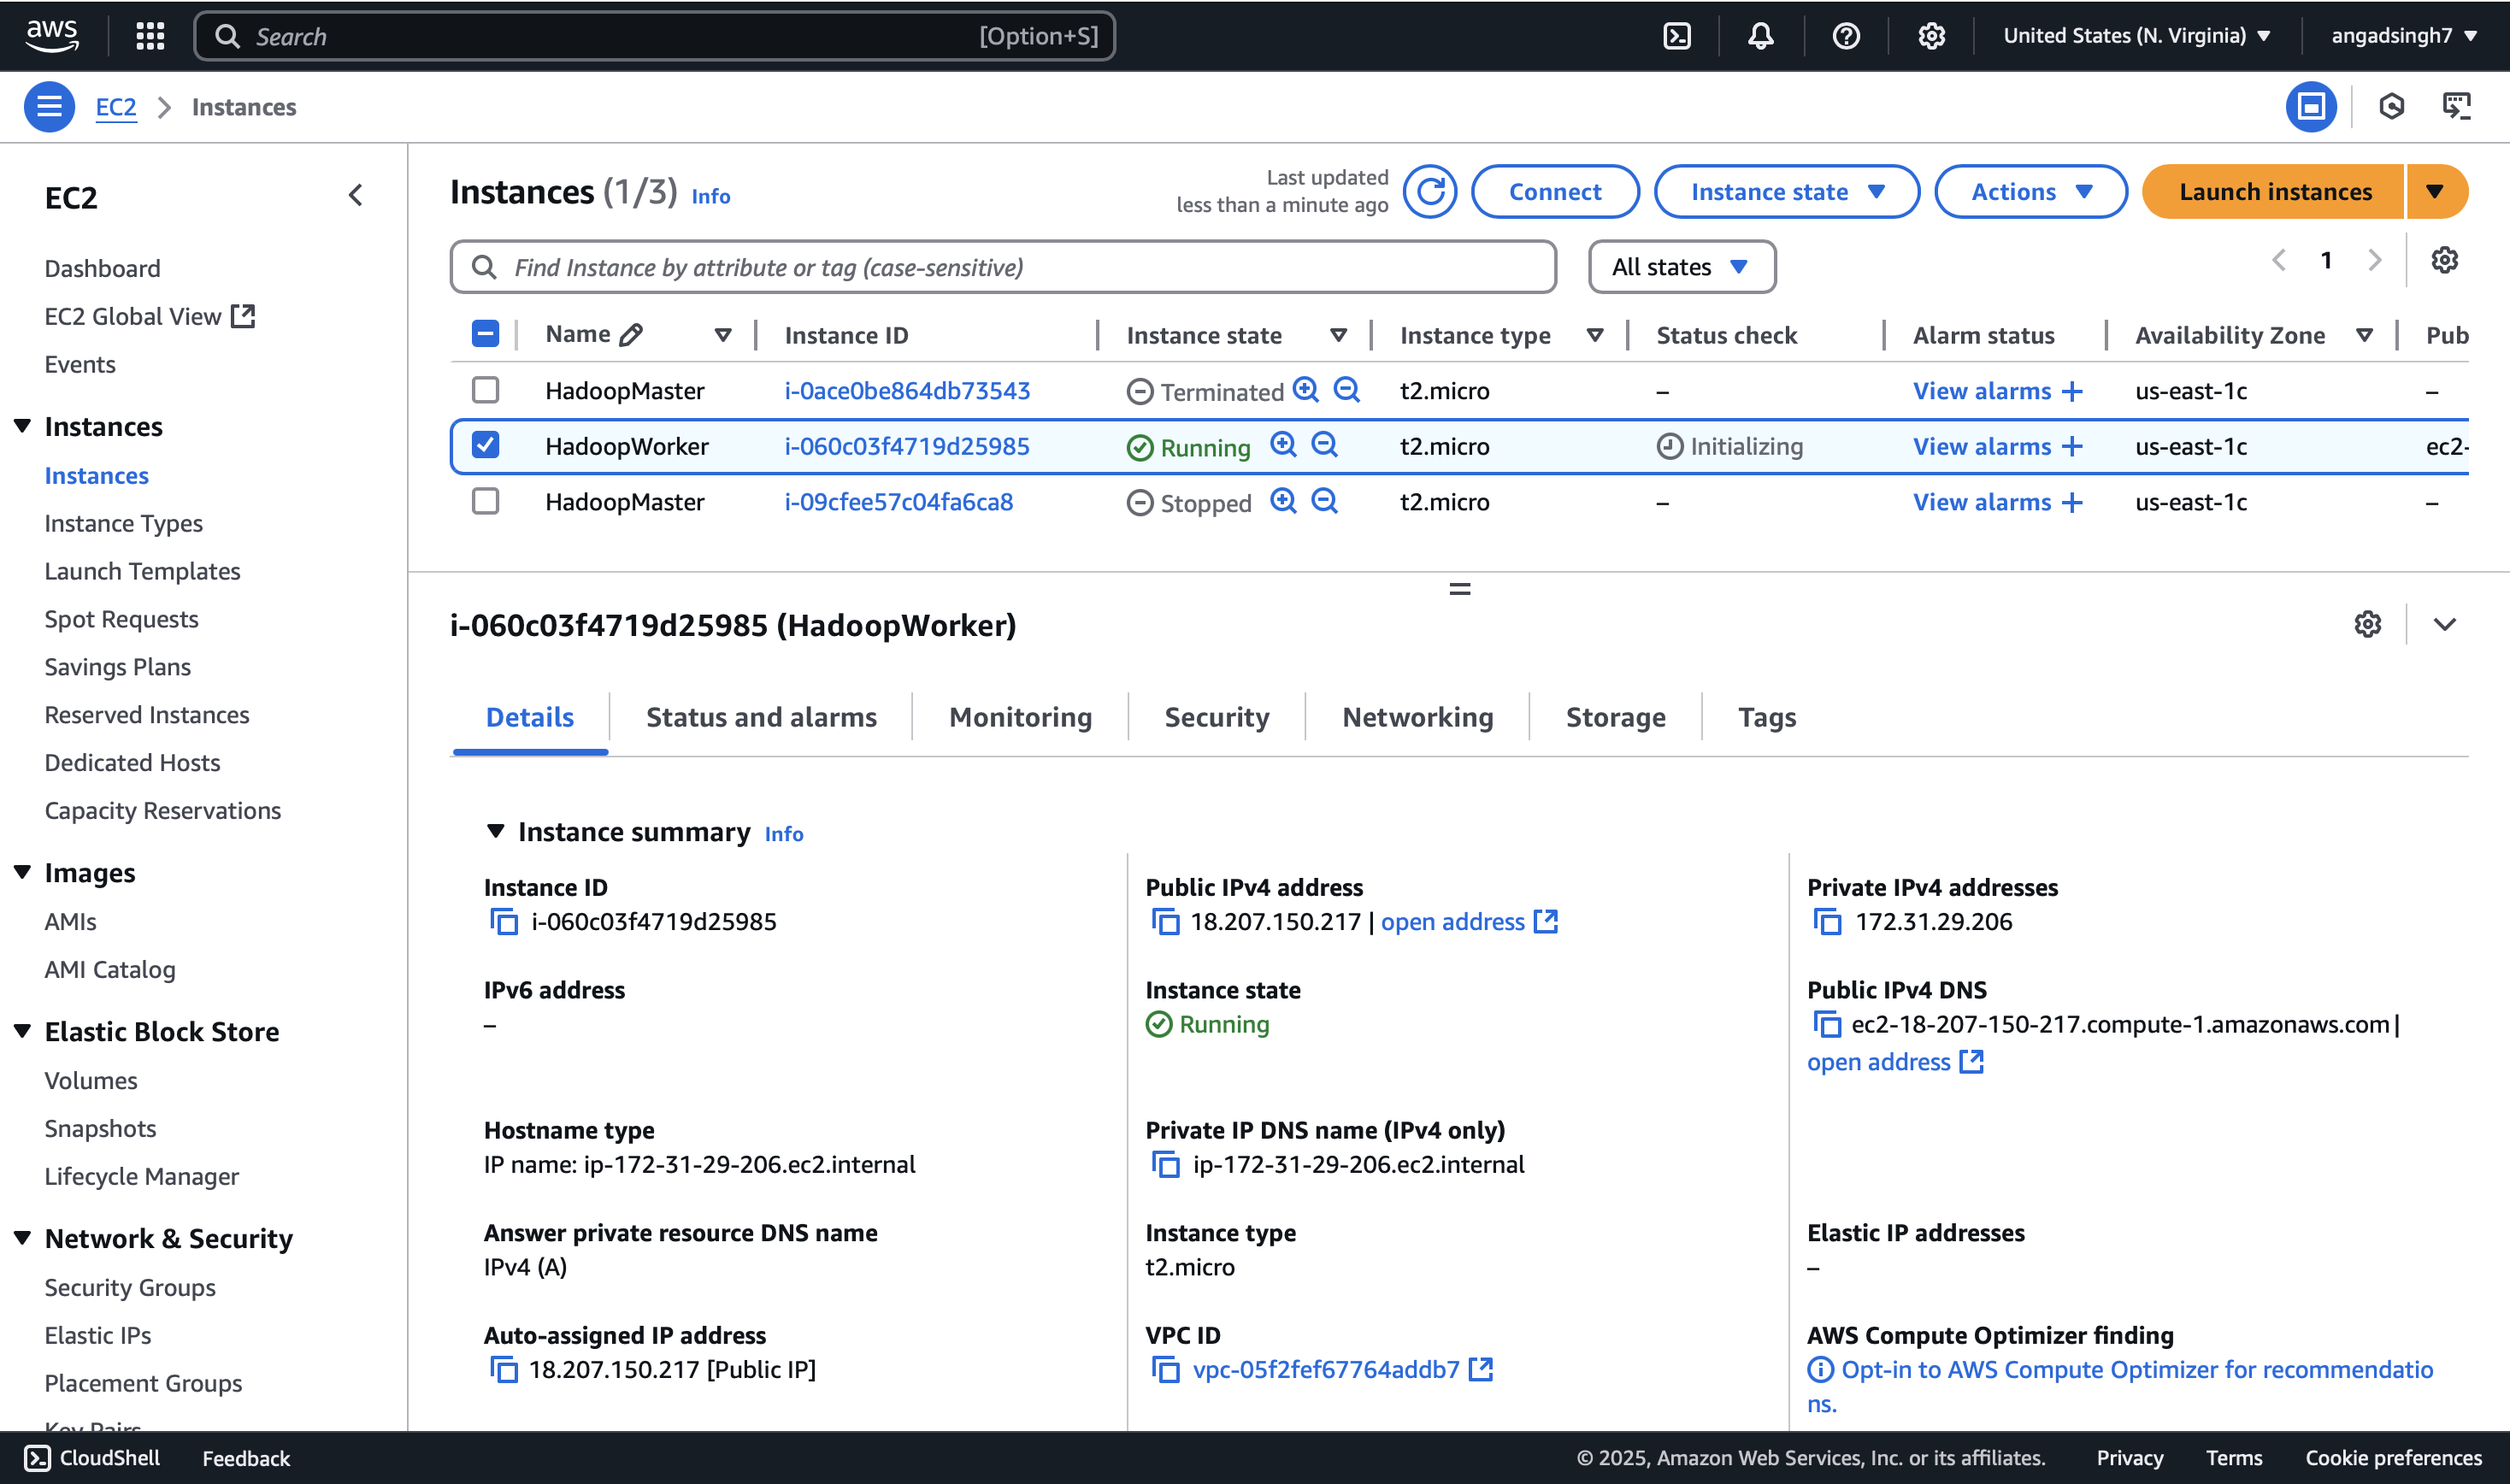 aws
Search [Option+S]
United States (N. Virginia)
angadsingh7
EC2 Instances
EC2
Dashboard
EC2 Global View
Events
Instances
Instances
Instance Types
Launch Templates
Spot Requests
Savings Plans
Reserved Instances
Dedicated Hosts
Capacity Reservations
Images
AMIs
AMI Catalog
Elastic Block Store
Volumes
Snapshots
Lifecycle Manager
Network & Security
Security Groups
Elastic IPs
Placement Groups
Key Pairs
Instances (1/3) Info
Last updated
less than a minute ago
Connect
Instance state
Actions
Launch instances
Find Instance by attribute or tag (case-sensitive)
All states
1
Name Instance ID Instance state Instance type Status check Alarm status Availability Zone Pub
HadoopMaster i-0ace0be864db73543 Terminated t2.micro – View alarms + us-east-1c –
HadoopWorker i-060c03f4719d25985 Running t2.micro Initializing View alarms + us-east-1c ec2-
HadoopMaster i-09cfee57c04fa6ca8 Stopped t2.micro – View alarms + us-east-1c –
i-060c03f4719d25985 (HadoopWorker)
Details Status and alarms Monitoring Security Networking Storage Tags
Instance summary Info
Instance ID
i-060c03f4719d25985
Public IPv4 address
18.207.150.217 | open address
Private IPv4 addresses
172.31.29.206
IPv6 address
–
Instance state
Running
Public IPv4 DNS
ec2-18-207-150-217.compute-1.amazonaws.com |
open address
Hostname type
IP name: ip-172-31-29-206.ec2.internal
Private IP DNS name (IPv4 only)
ip-172-31-29-206.ec2.internal
Answer private resource DNS name
IPv4 (A)
Instance type
t2.micro
Elastic IP addresses
–
Auto-assigned IP address
18.207.150.217 [Public IP]
VPC ID
vpc-05f2fef67764addb7
AWS Compute Optimizer finding
Opt-in to AWS Compute Optimizer for recommendatio
ns.
CloudShell Feedback
© 2025, Amazon Web Services, Inc. or its affiliates. Privacy Terms Cookie preferences